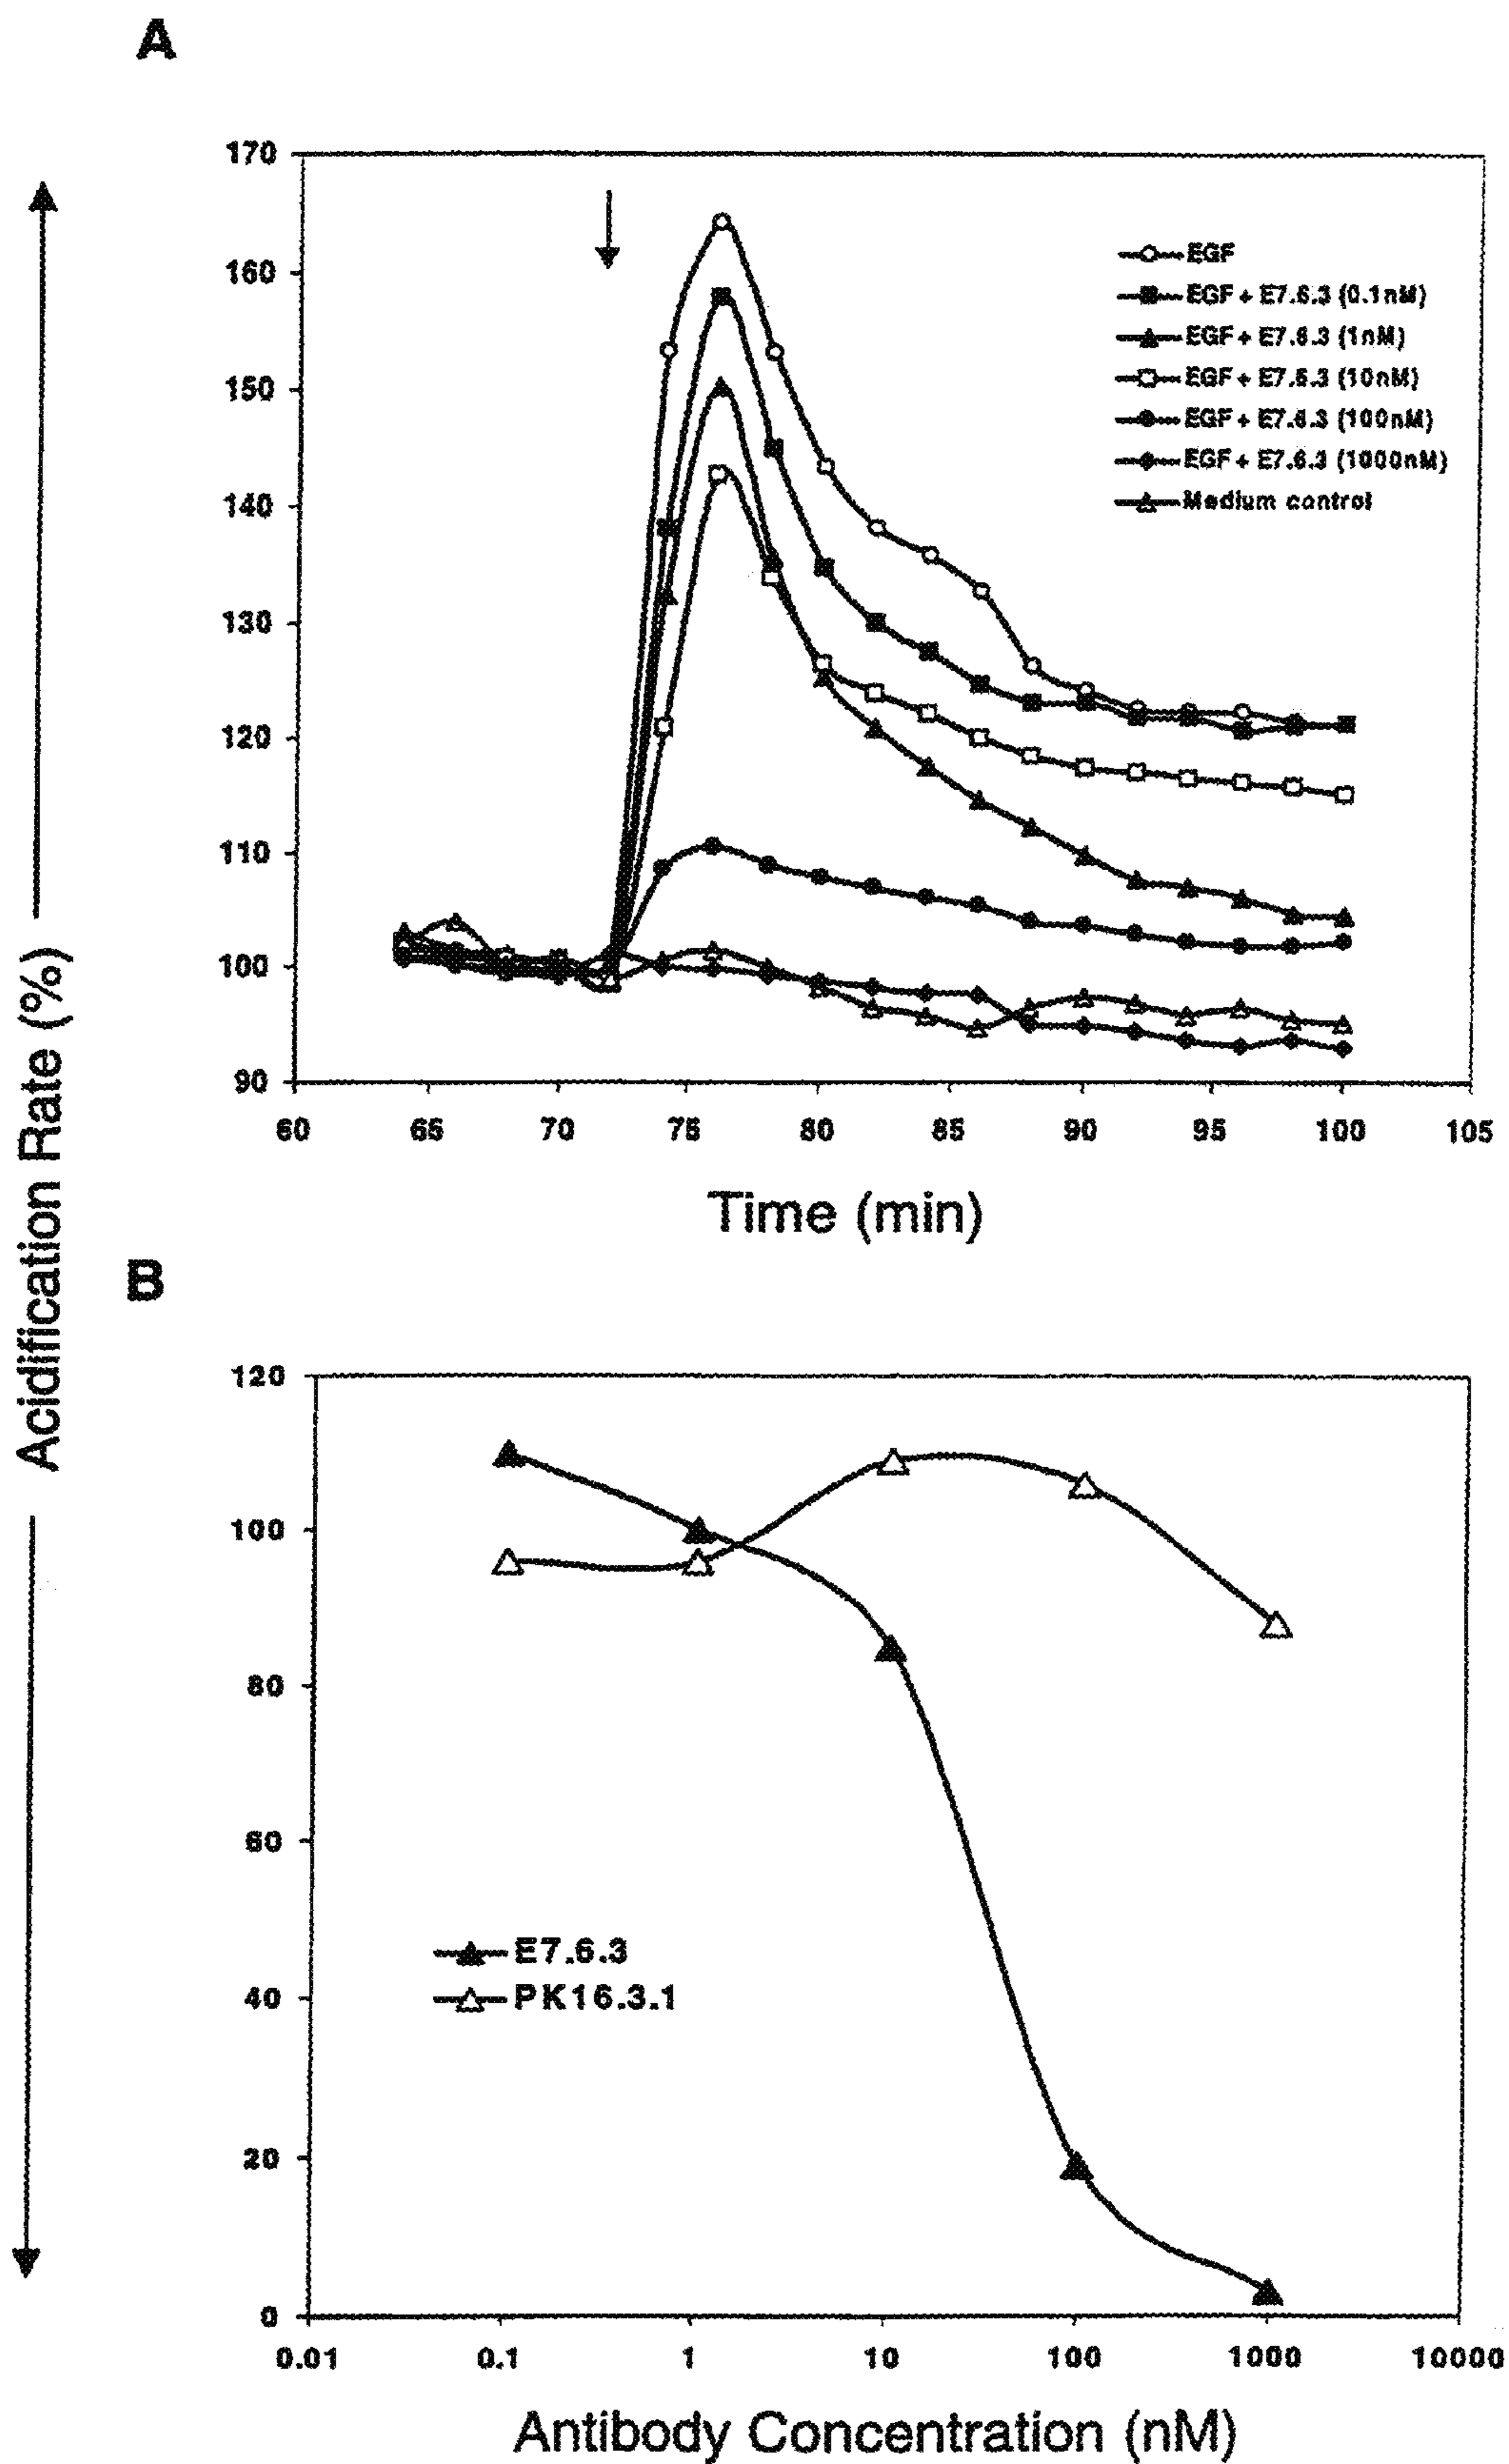 A
170
160
150
140
130
120
110
100
90
EGF
EGF + E7.6.3 (0.1nM)
EGF + E7.6.3 (1nM)
EGF + E7.6.3 (10nM)
EGF + E7.6.3 (100nM)
EGF + E7.6.3 (1000nM)
Medium control
60 65 70 75 80 85 90 95 100 105
Time (min)
Acidification Rate (%)
B
120
100
80
60
40
20
0
E7.6.3
PK16.3.1
0.01 0.1 1 10 100 1000 10000
Antibody Concentration (nM)